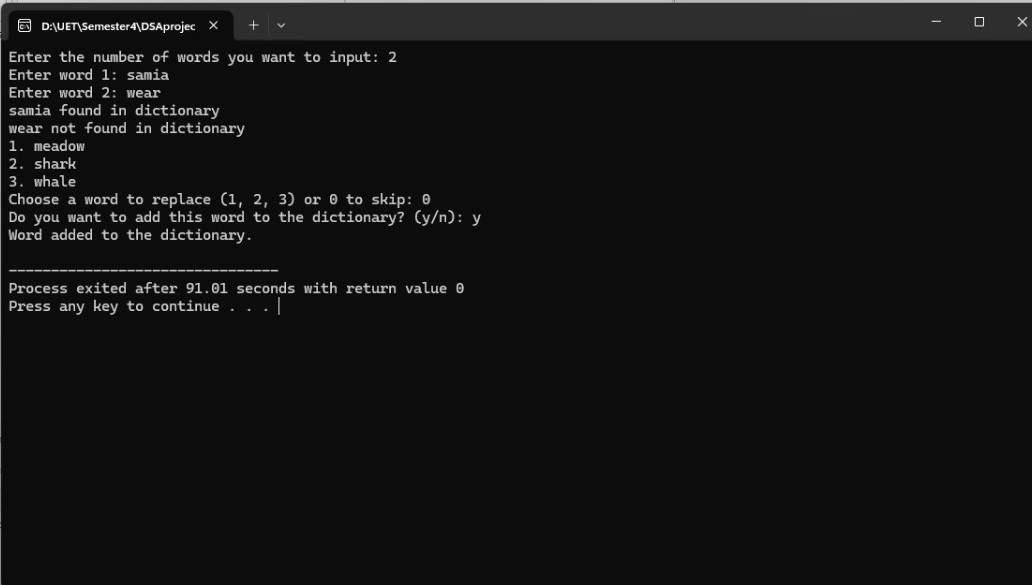 D:\UET\Semester4\DSAprojec
Enter the number of words you want to input: 2
Enter word 1: samia
Enter word 2: wear
samia found in dictionary
wear not found in dictionary
1. meadow
2. shark
3. whale
Choose a word to replace (1, 2, 3) or 0 to skip: 0
Do you want to add this word to the dictionary? (y/n): y
Word added to the dictionary.
--------------------------------
Process exited after 91.01 seconds with return value 0
Press any key to continue . . .